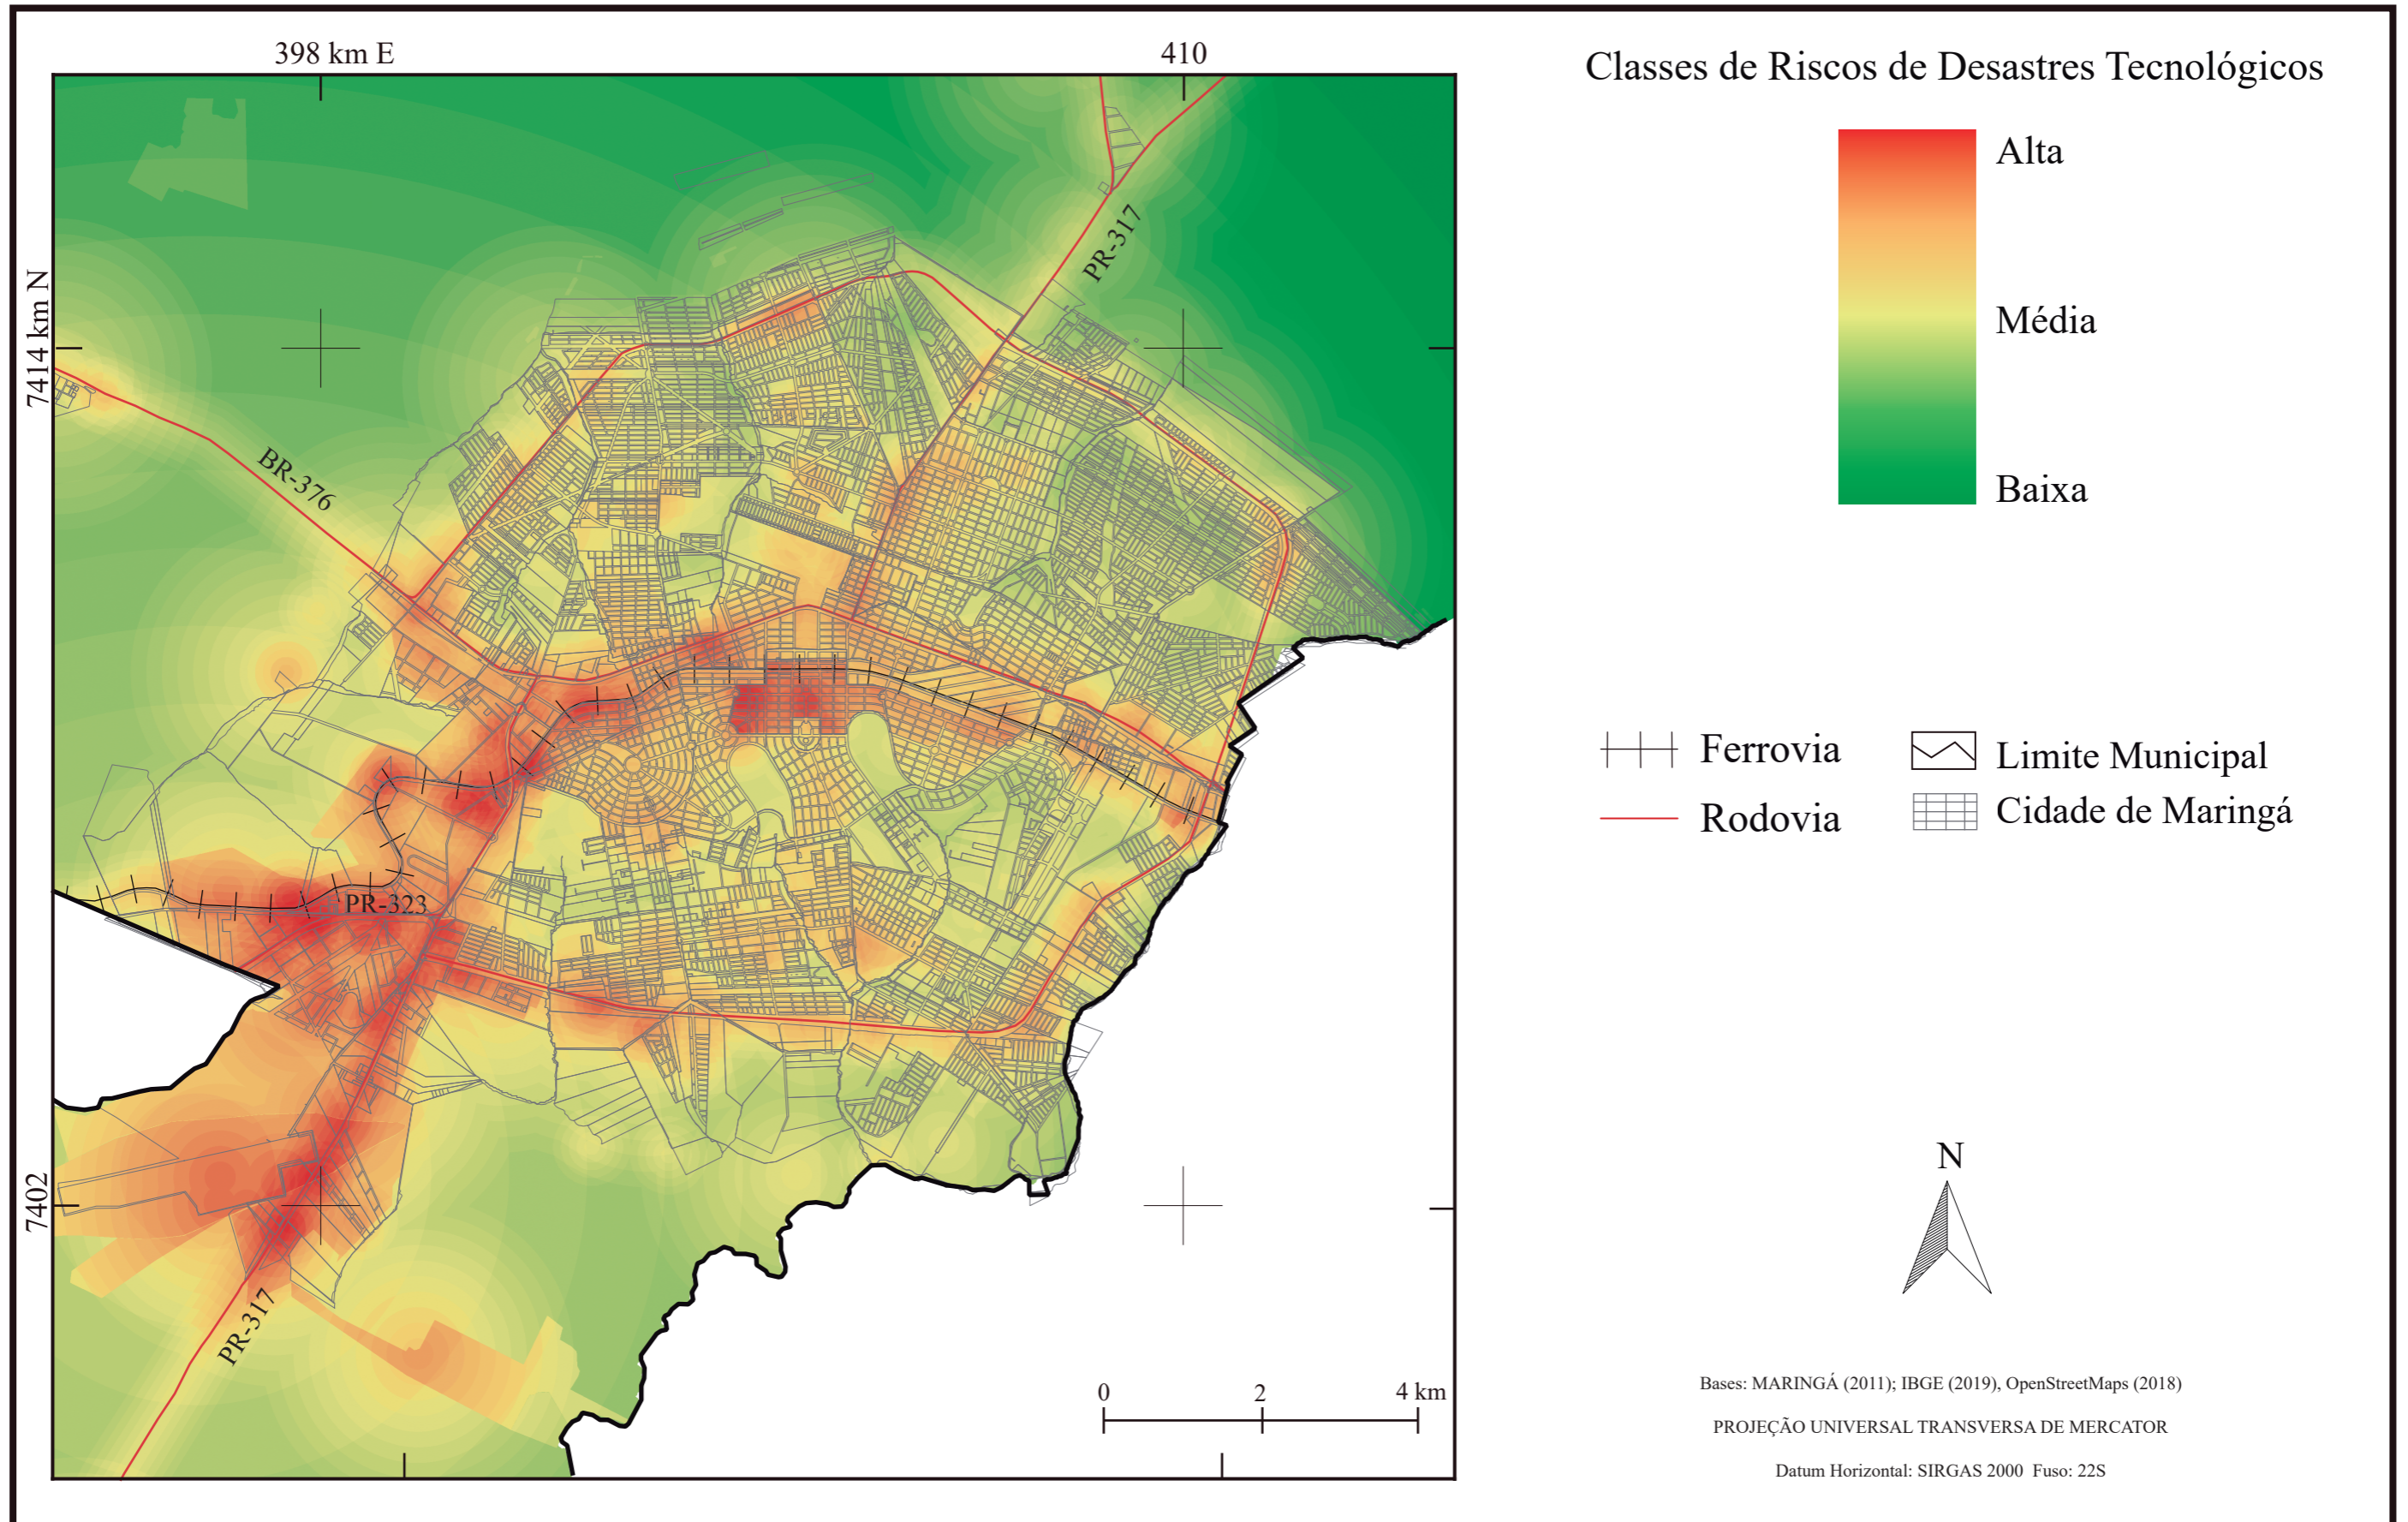 398 km E
410
7414 km N
7402
PR-317
BR-376
PR-323
PR-317
0 2 4 km
Classes de Riscos de Desastres Tecnológicos
Alta
Média
Baixa
Ferrovia
Limite Municipal
Rodovia
Cidade de Maringá
N
Bases: MARINGÁ (2011); IBGE (2019), OpenStreetMaps (2018)
PROJEÇÃO UNIVERSAL TRANSVERSA DE MERCATOR
Datum Horizontal: SIRGAS 2000 Fuso: 22S